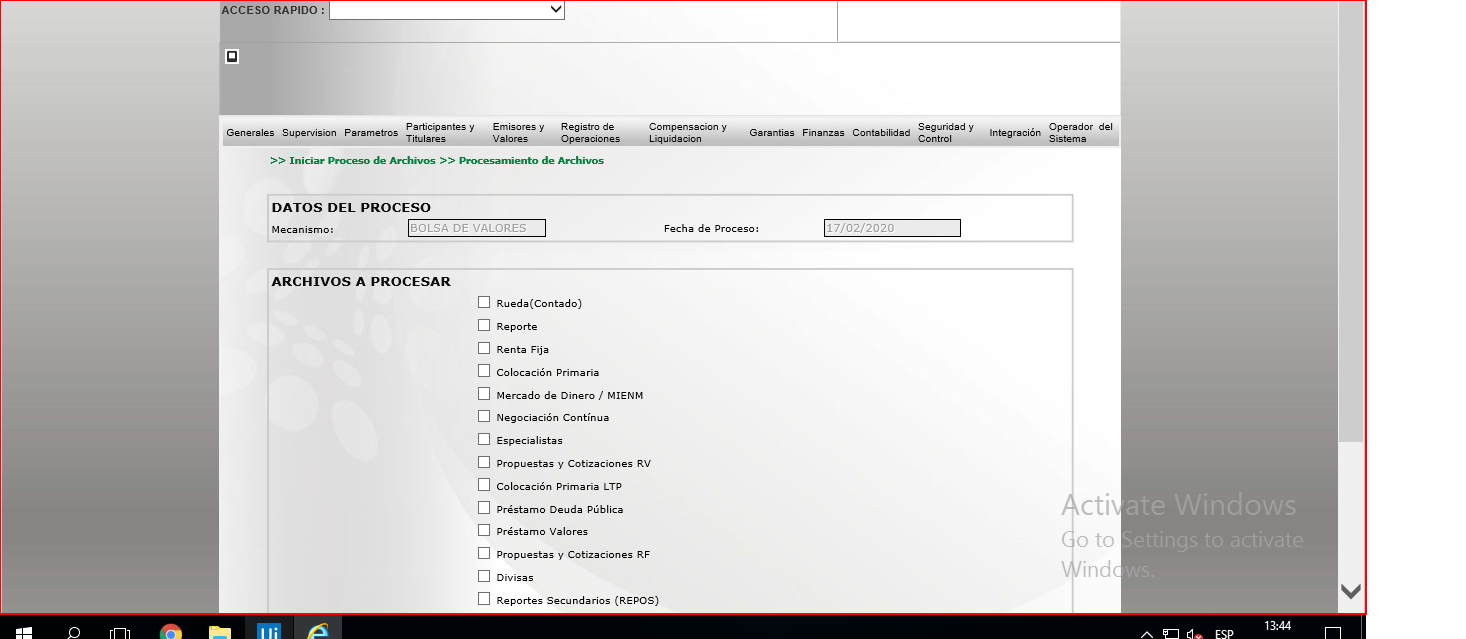 ACCESO RAPIDO :
Generales Supervision Parametros Participantes y Titulares Emisores y Valores Registro de Operaciones Compensacion y Liquidacion Garantias Finanzas Contabilidad Seguridad y Control Integración Operador del Sistema
>> Iniciar Proceso de Archivos >> Procesamiento de Archivos
DATOS DEL PROCESO
Mecanismo: BOLSA DE VALORES Fecha de Proceso: 17/02/2020
ARCHIVOS A PROCESAR
Rueda(Contado)
Reporte
Renta Fija
Colocación Primaria
Mercado de Dinero / MIENM
Negociación Contínua
Especialistas
Propuestas y Cotizaciones RV
Colocación Primaria LTP
Préstamo Deuda Pública
Préstamo Valores
Propuestas y Cotizaciones RF
Divisas
Reportes Secundarios (REPOS)
Activate Windows
Go to Settings to activate
Windows.
Ui
ESP
13:44